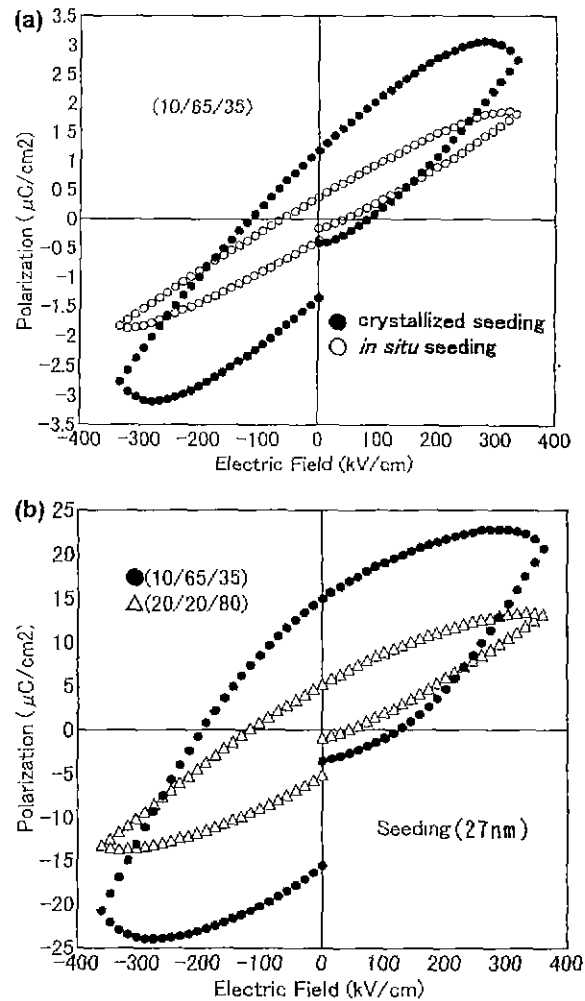 (a)
3.5
3
2.5
2
1.5
1
0.5
0
-0.5
-1
-1.5
-2
-2.5
-3
-3.5
Polarization (μC/cm2)
(10/65/35)
● crystallized seeding
○ in situ seeding
-400 -300 -200 -100 0 100 200 300 400
Electric Field (kV/cm)
(b)
25
20
15
10
5
0
-5
-10
-15
-20
-25
Polarization (μC/cm2)
●(10/65/35)
△(20/20/80)
Seeding(27nm)
-400 -300 -200 -100 0 100 200 300 400
Electric Field (kV/cm)